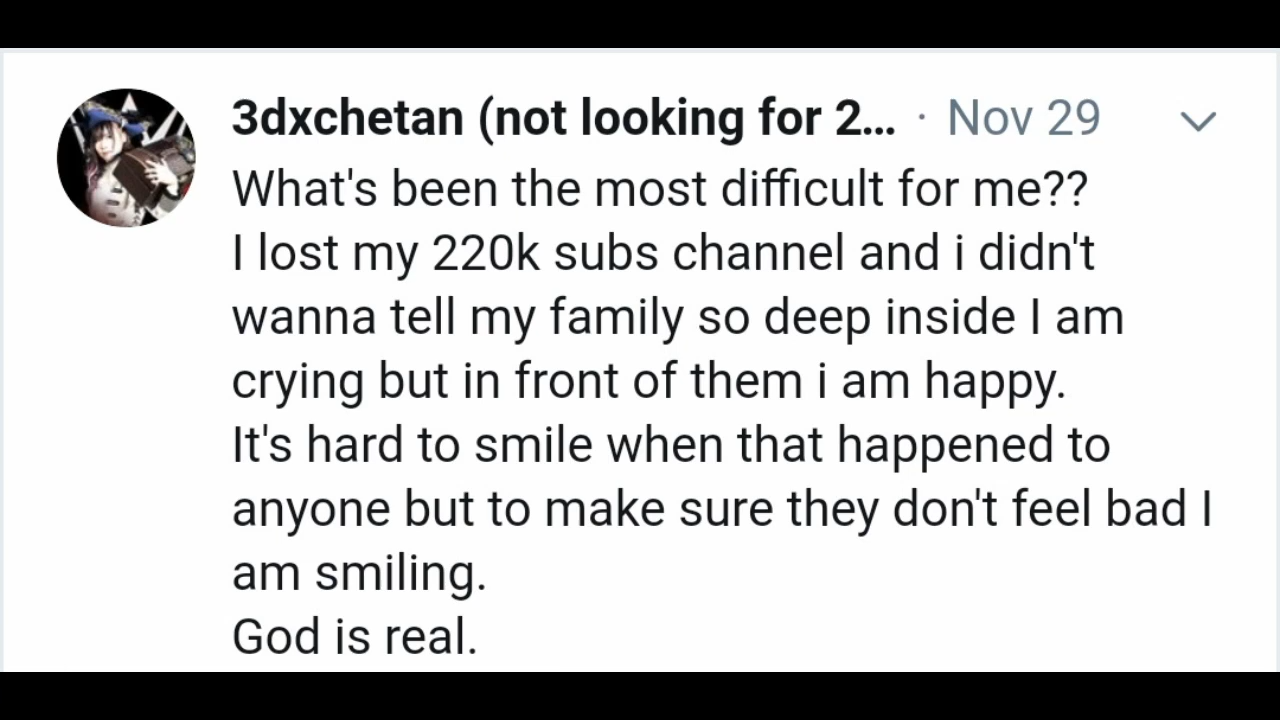 3dxchetan (not looking for 2... · Nov 29
What's been the most difficult for me??
I lost my 220k subs channel and i didn't
wanna tell my family so deep inside I am
crying but in front of them i am happy.
It's hard to smile when that happened to
anyone but to make sure they don't feel bad I
am smiling.
God is real.